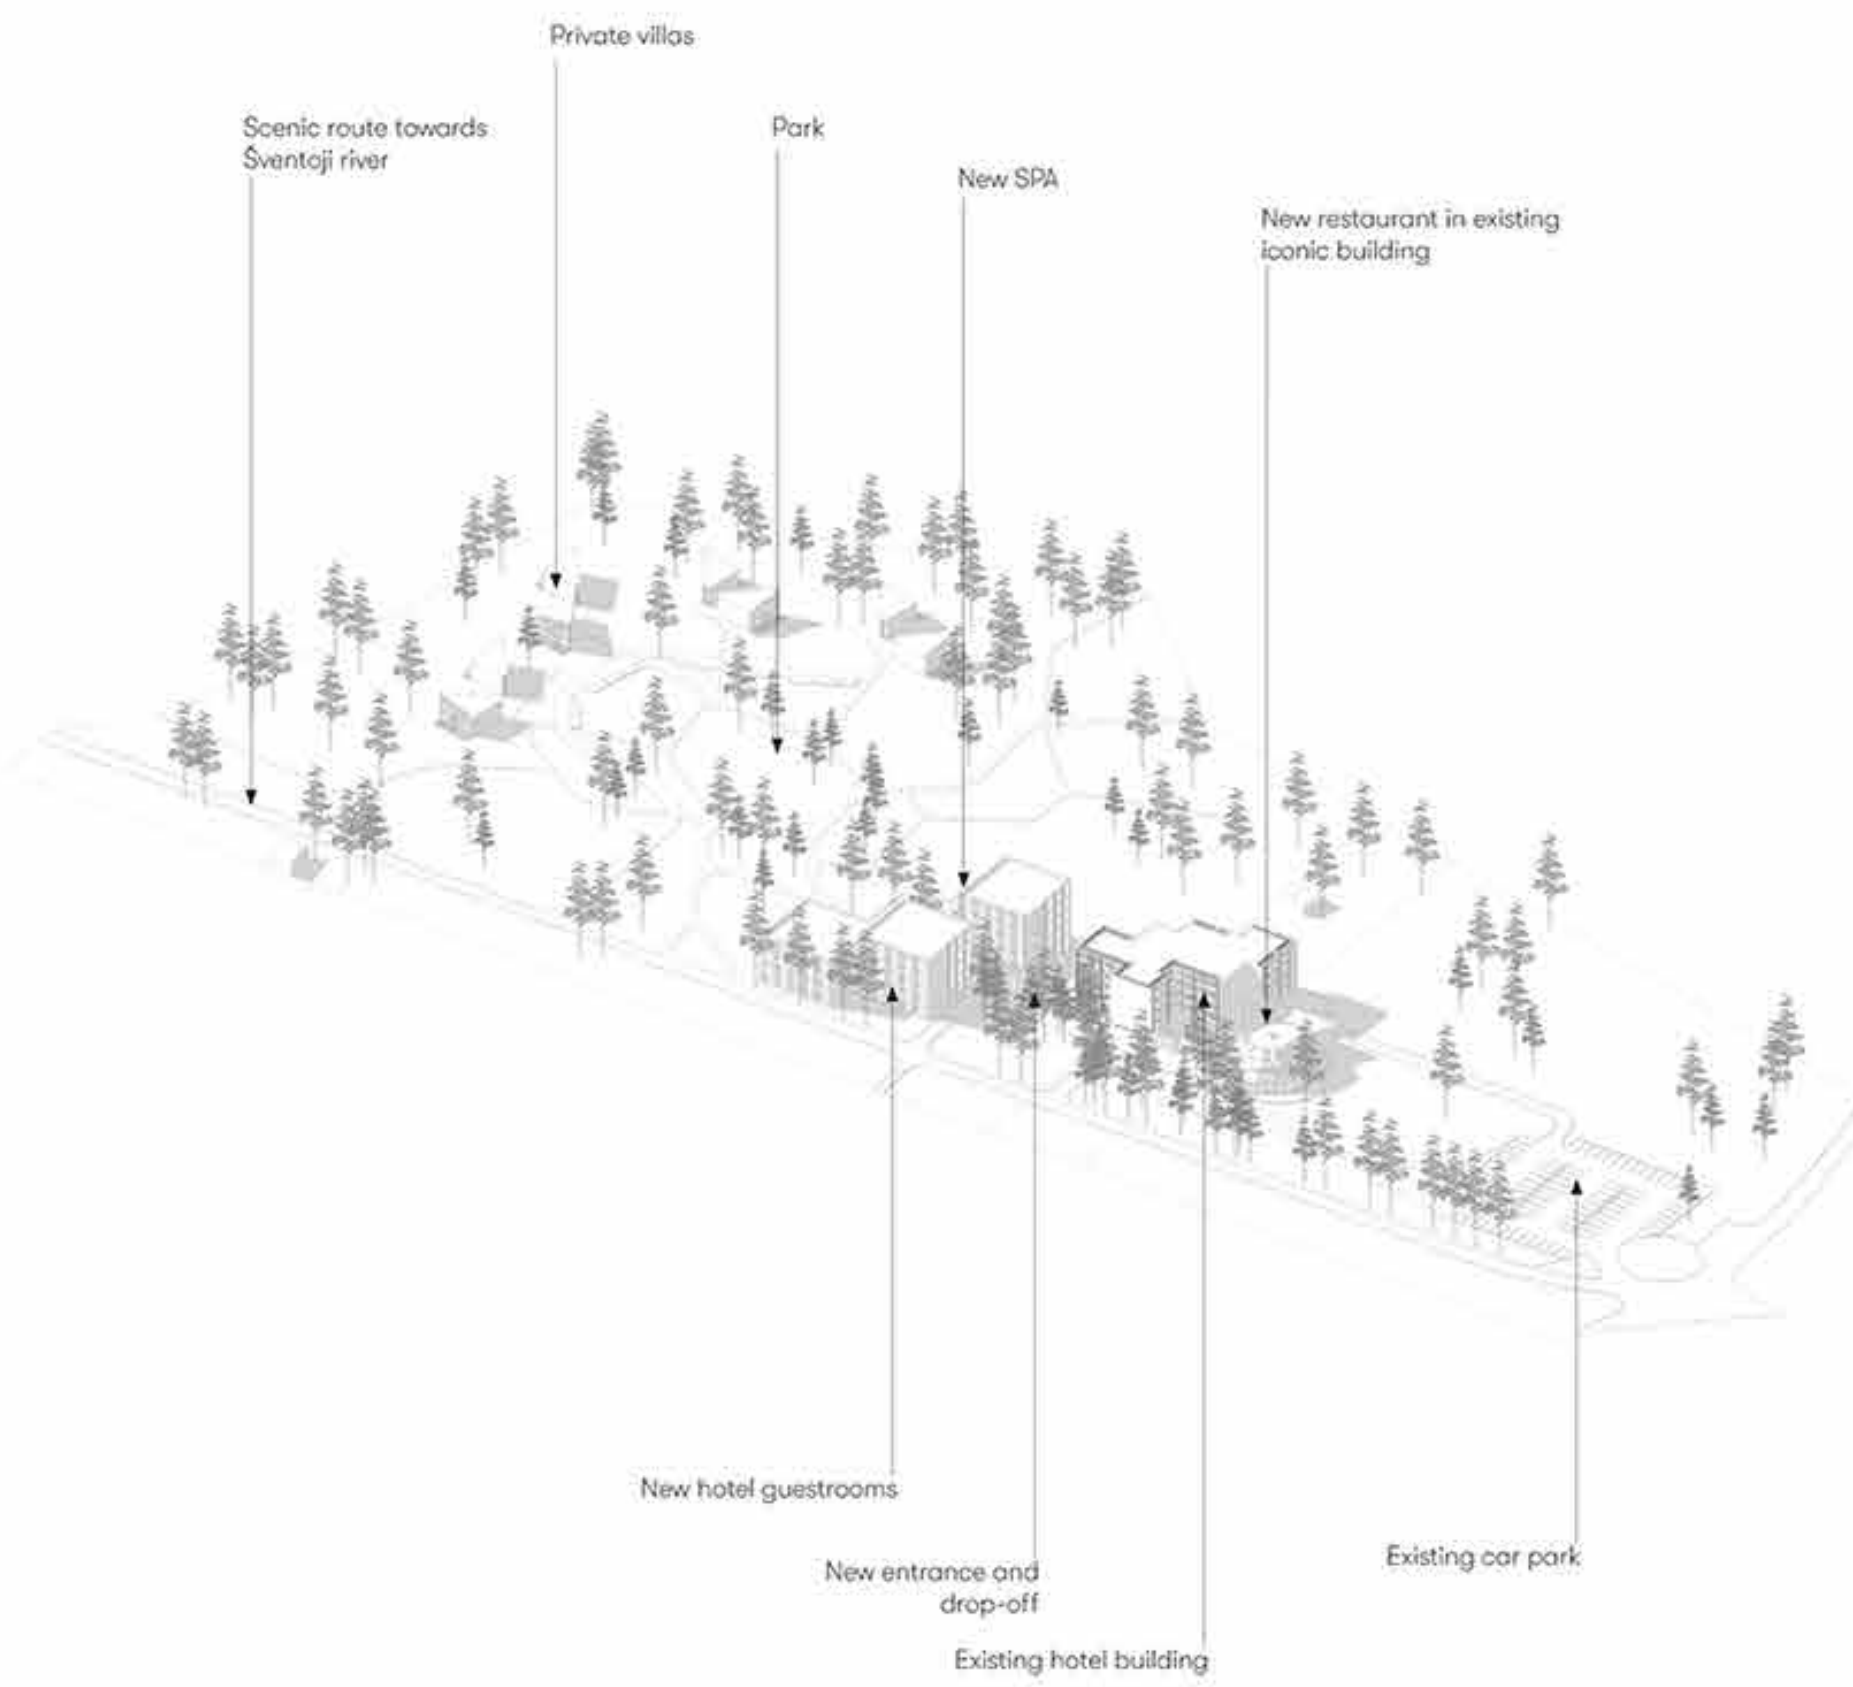 Private villas
Scenic route towards
Šventoji river
Park
New SPA
New restaurant in existing
iconic building
New hotel guestrooms
New entrance and
drop-off
Existing car park
Existing hotel building